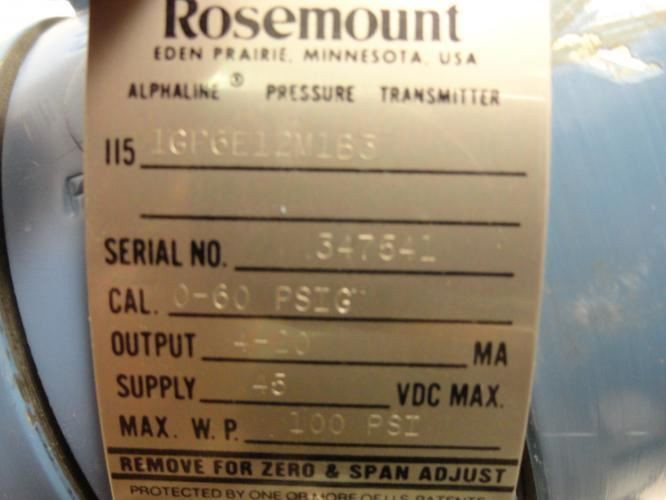 Rosemount
EDEN PRAIRIE, MINNESOTA, USA
ALPHALINE® PRESSURE TRANSMITTER
115 1GP6E12M1B3
SERIAL NO. 347641
CAL. 0-60 PSIG
OUTPUT 4-20 MA
SUPPLY 45 VDC MAX.
MAX. W.P. 100 PSI
REMOVE FOR ZERO & SPAN ADJUST
PROTECTED BY ONE OR MORE OF U.S. PATENTS